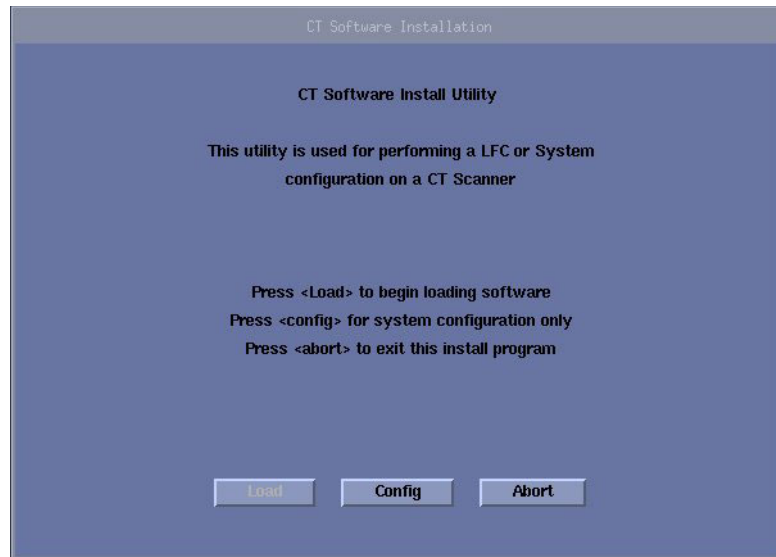 CT Software Installation
CT Software Install Utility
This utility is used for performing a LFC or System
configuration on a CT Scanner
Press <Load> to begin loading software
Press <config> for system configuration only
Press <abort> to exit this install program
Load Config Abort